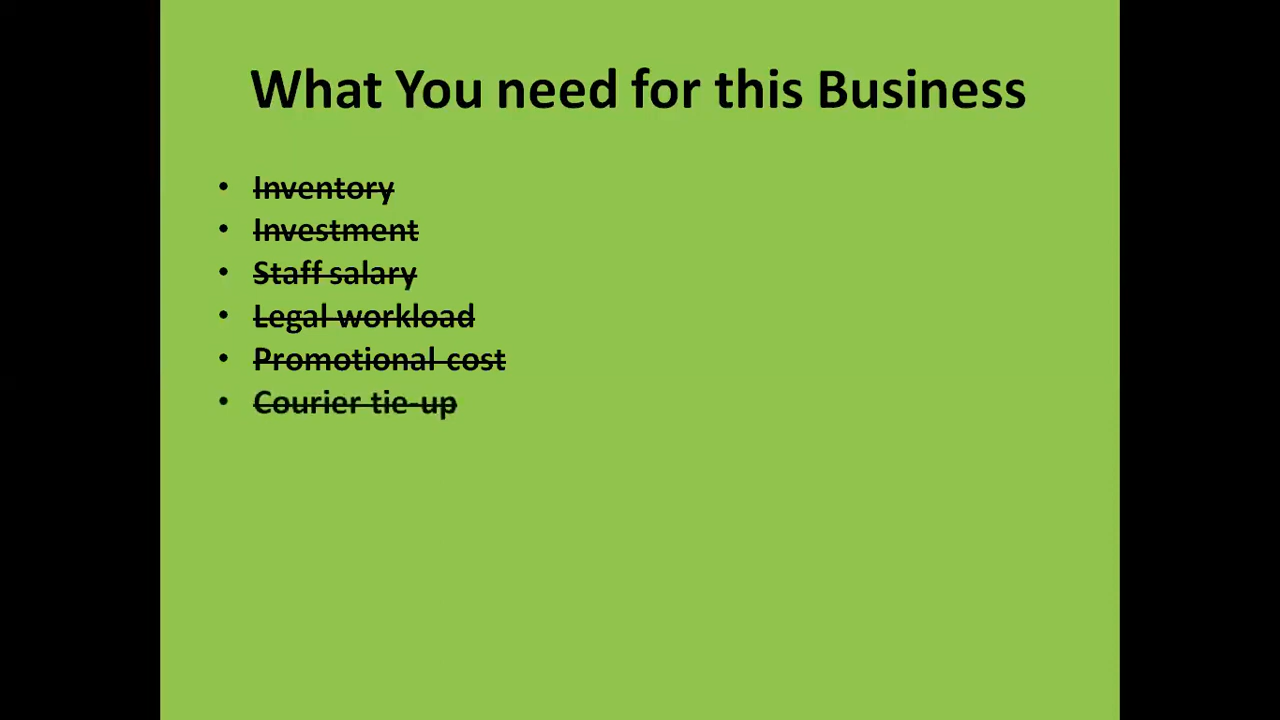 What You need for this Business
• Inventory
• Investment
• Staff salary
• Legal workload
• Promotional cost
• Courier tie-up